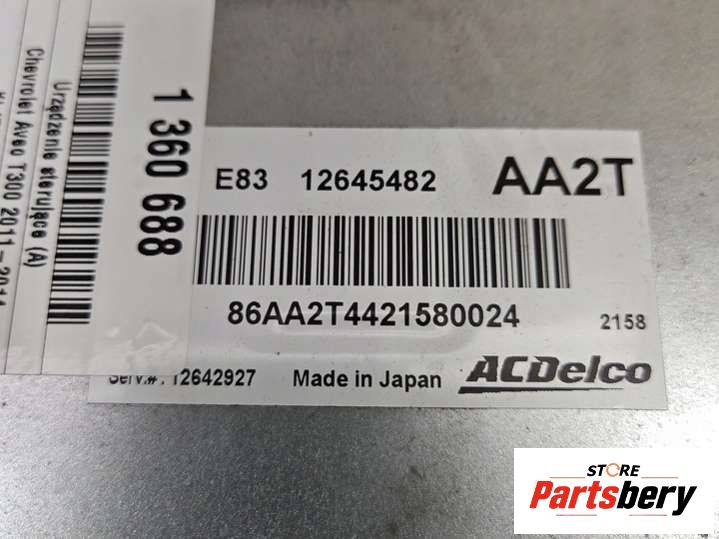 1 360 688
Urządzenie sterujące (A)
Chevrolet Aveo T300 2011-2014
E83 12645482 AA2T
86AA2T4421580024
2158
Serv.#: 12642927 Made in Japan ACDelco
STORE
Partsbery